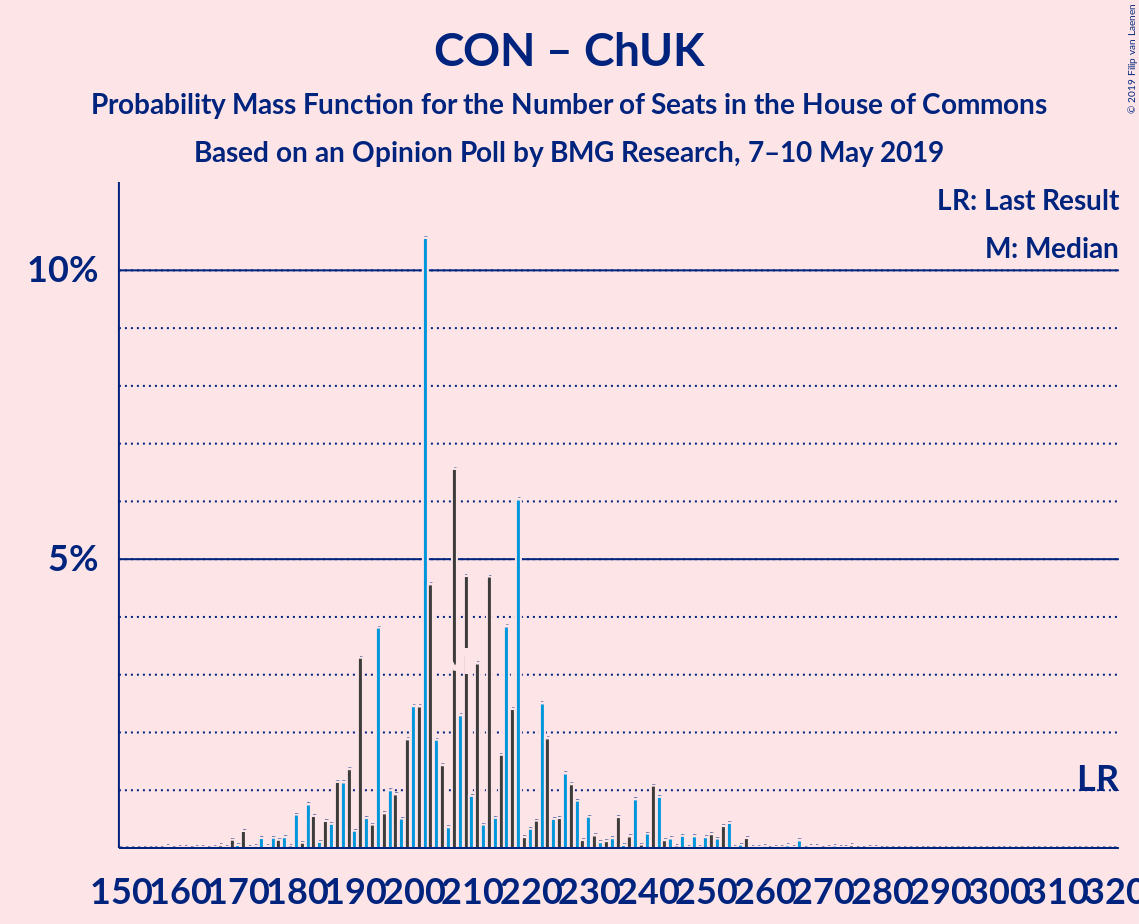 CON – ChUK
Probability Mass Function for the Number of Seats in the House of Commons
Based on an Opinion Poll by BMG Research, 7–10 May 2019
© 2019 Filip van Laenen
LR: Last Result
M: Median
10%
5%
LR
150 160 170 180 190 200 210 220 230 240 250 260 270 280 290 300 310 320